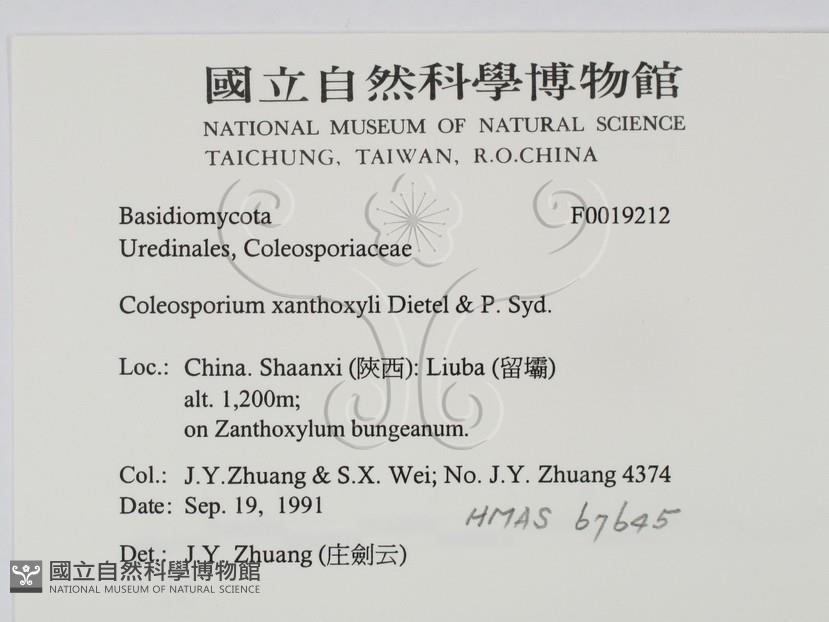 國立自然科學博物館
NATIONAL MUSEUM OF NATURAL SCIENCE
TAICHUNG, TAIWAN, R.O.CHINA
Basidiomycota F0019212
Uredinales, Coleosporiaceae
Coleosporium xanthoxyli Dietel & P. Syd.
Loc.: China. Shaanxi (陝西): Liuba (留壩)
alt. 1,200m;
on Zanthoxylum bungeanum.
Col.: J.Y.Zhuang & S.X. Wei; No. J.Y. Zhuang 4374
Date: Sep. 19, 1991
HMAS 67645
Det.: J.Y. Zhuang (庄劍云)
國立自然科學博物館
NATIONAL MUSEUM OF NATURAL SCIENCE